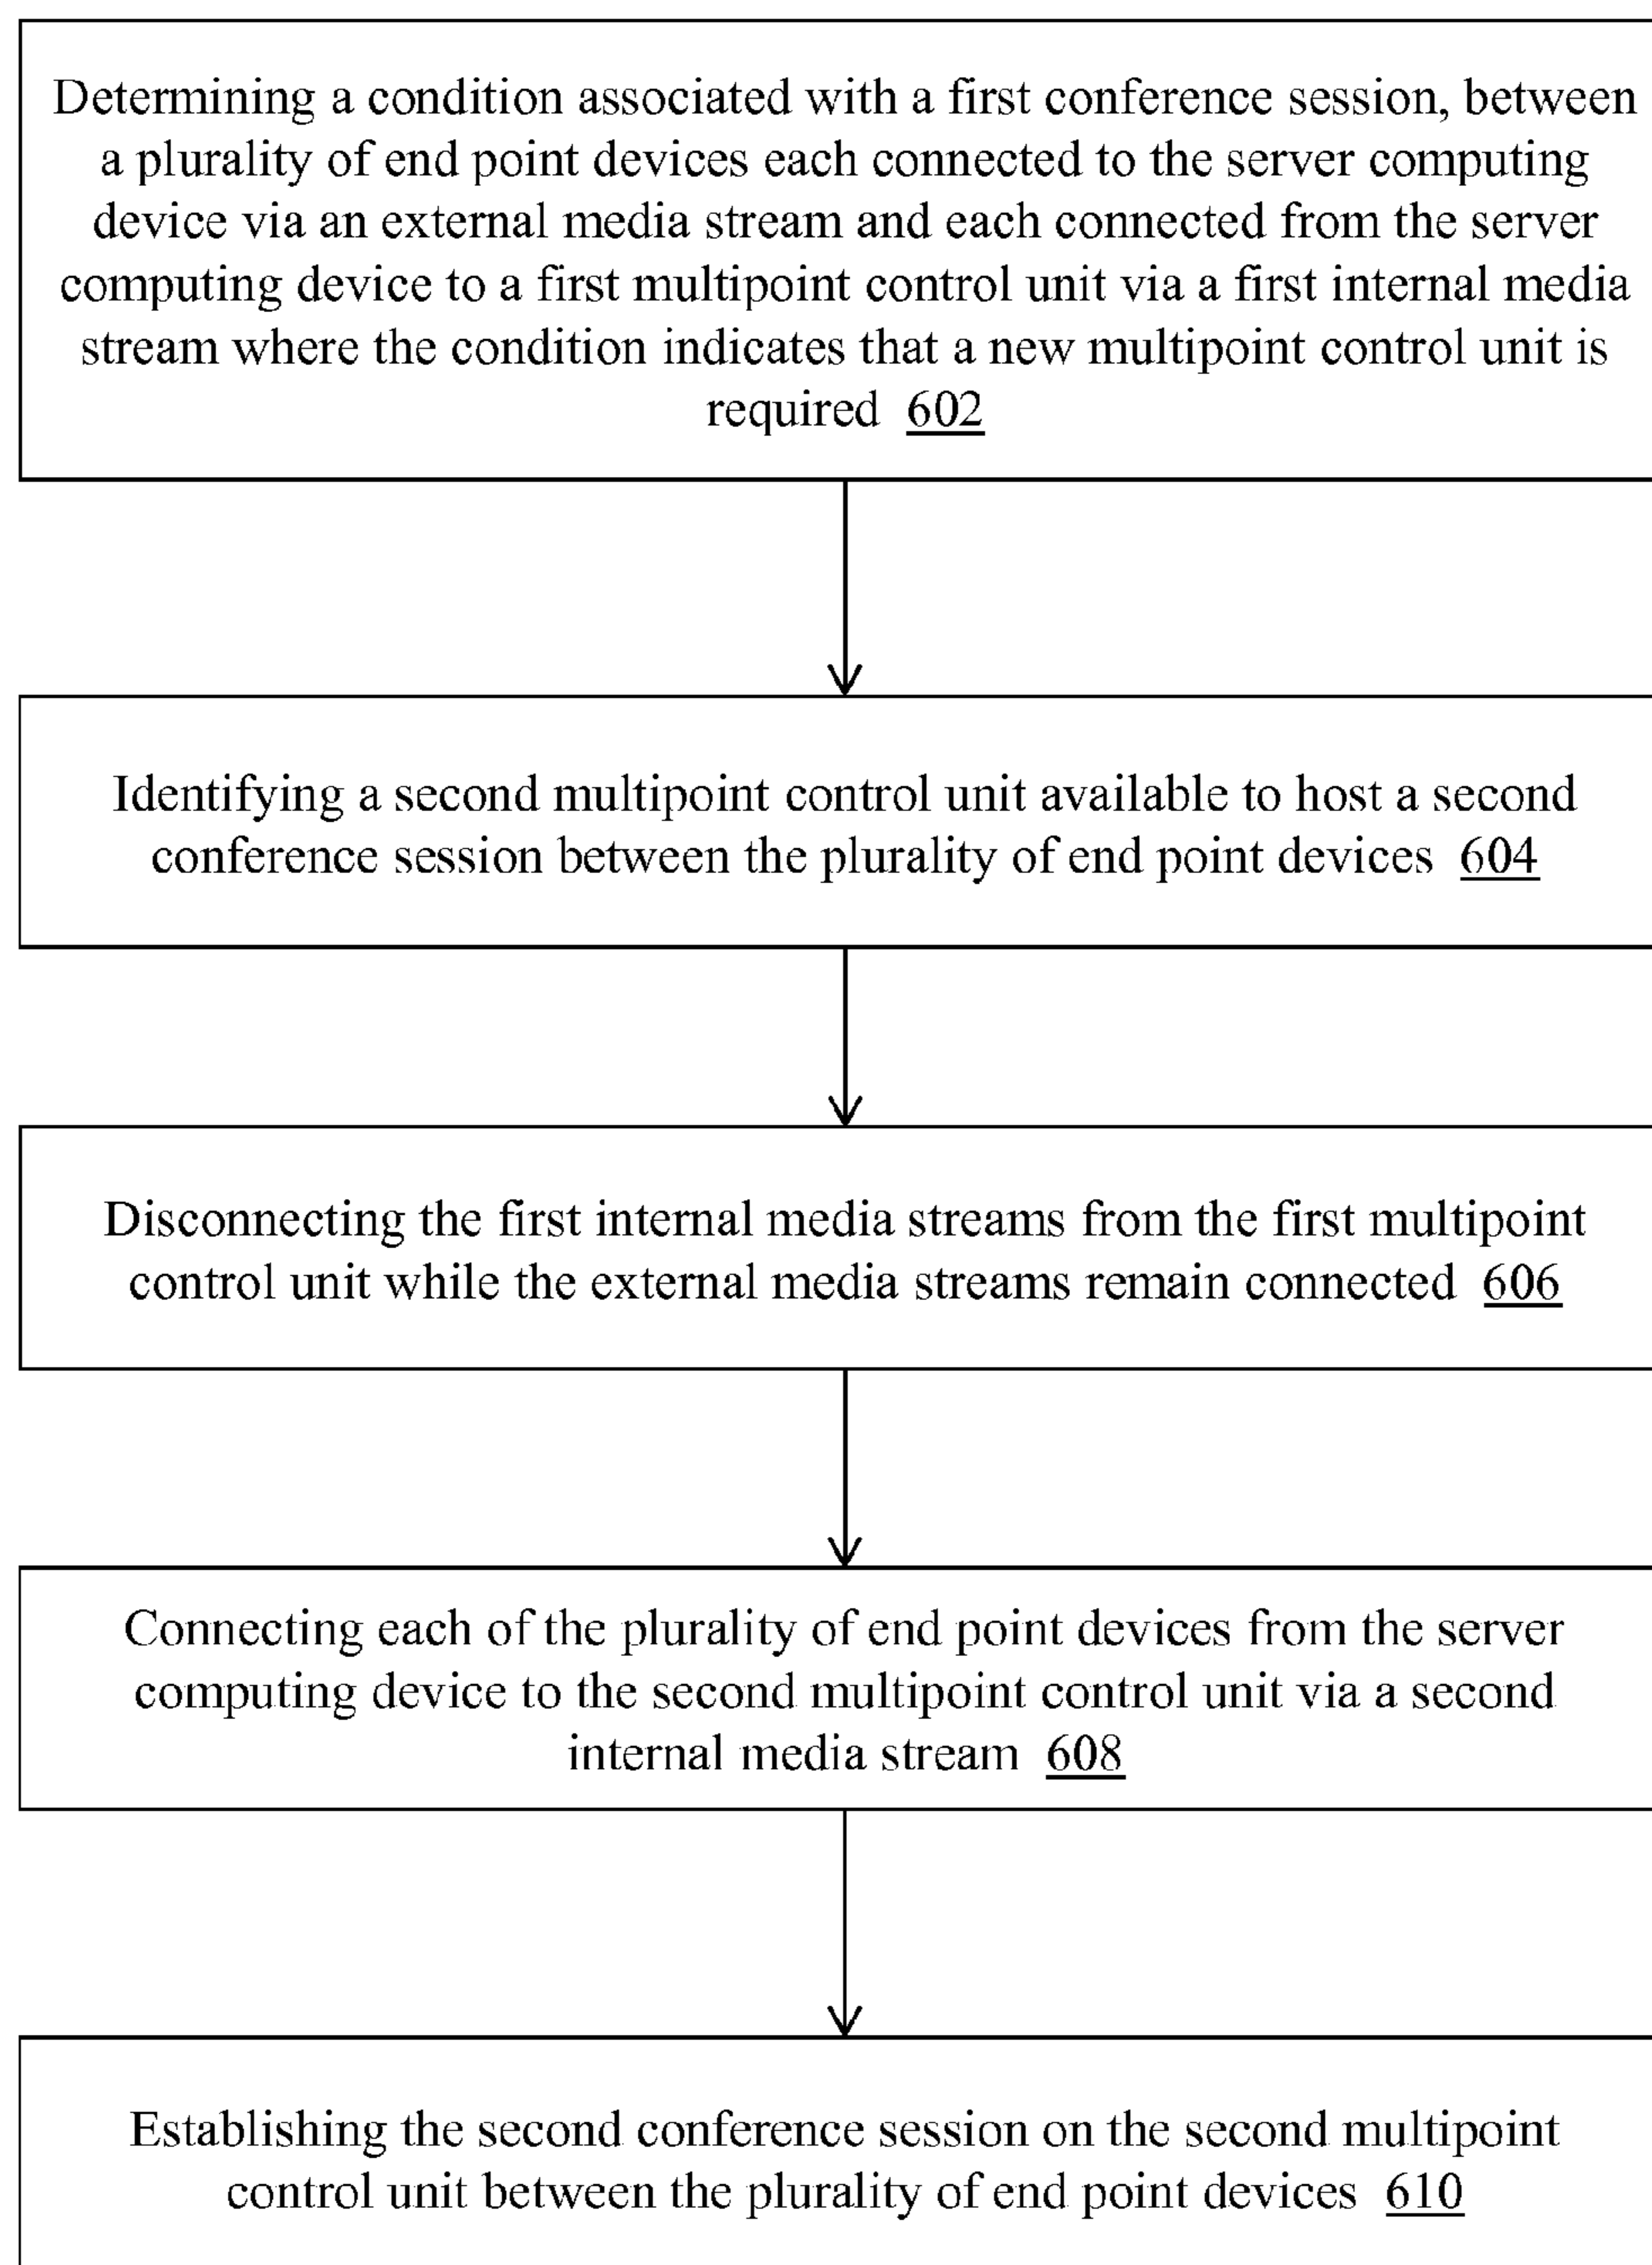 Determining a condition associated with a first conference session, between
a plurality of end point devices each connected to the server computing
device via an external media stream and each connected from the server
computing device to a first multipoint control unit via a first internal media
stream where the condition indicates that a new multipoint control unit is
required 602
Identifying a second multipoint control unit available to host a second
conference session between the plurality of end point devices 604
Disconnecting the first internal media streams from the first multipoint
control unit while the external media streams remain connected 606
Connecting each of the plurality of end point devices from the server
computing device to the second multipoint control unit via a second
internal media stream 608
Establishing the second conference session on the second multipoint
control unit between the plurality of end point devices 610